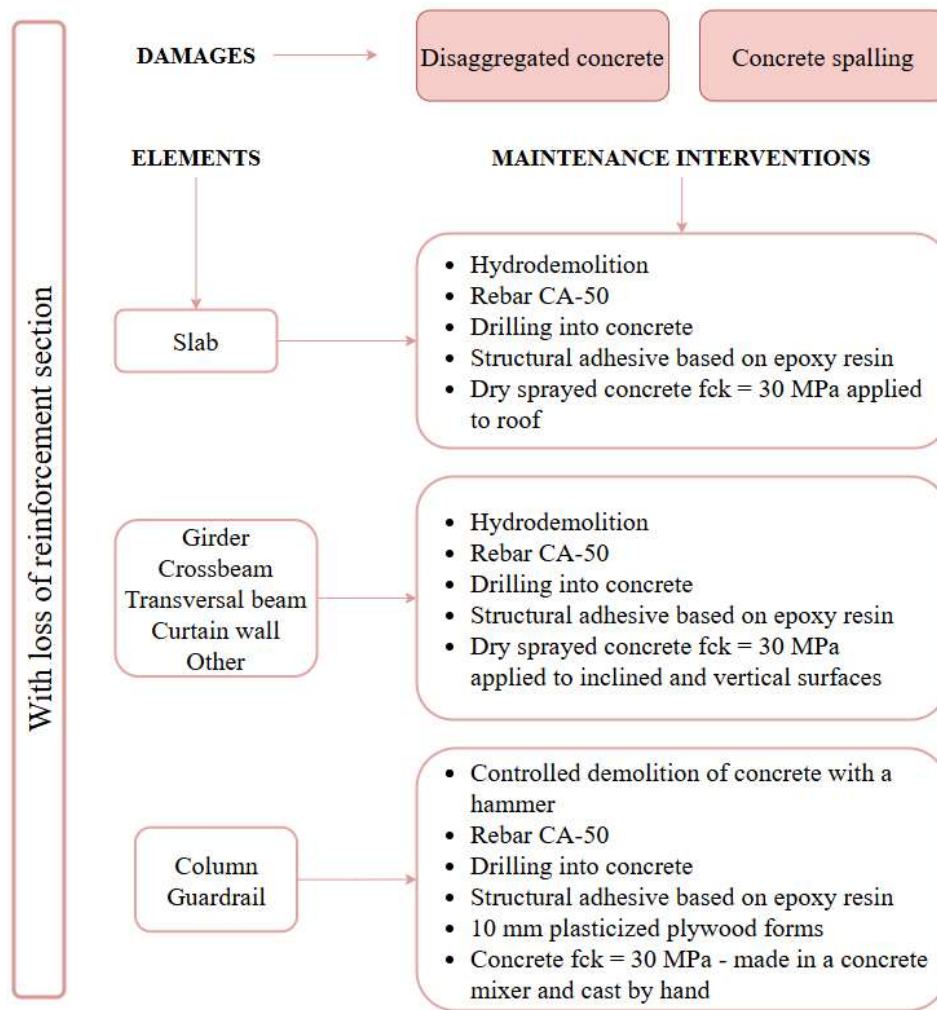 With loss of reinforcement section
DAMAGES
Disaggregated concrete
Concrete spalling
ELEMENTS
MAINTENANCE INTERVENTIONS
Slab
• Hydrodemolition
• Rebar CA-50
• Drilling into concrete
• Structural adhesive based on epoxy resin
• Dry sprayed concrete fck = 30 MPa applied
to roof
Girder
Crossbeam
Transversal beam
Curtain wall
Other
• Hydrodemolition
• Rebar CA-50
• Drilling into concrete
• Structural adhesive based on epoxy resin
• Dry sprayed concrete fck = 30 MPa
applied to inclined and vertical surfaces
Column
Guardrail
• Controlled demolition of concrete with a
hammer
• Rebar CA-50
• Drilling into concrete
• Structural adhesive based on epoxy resin
• 10 mm plasticized plywood forms
• Concrete fck = 30 MPa - made in a concrete
mixer and cast by hand